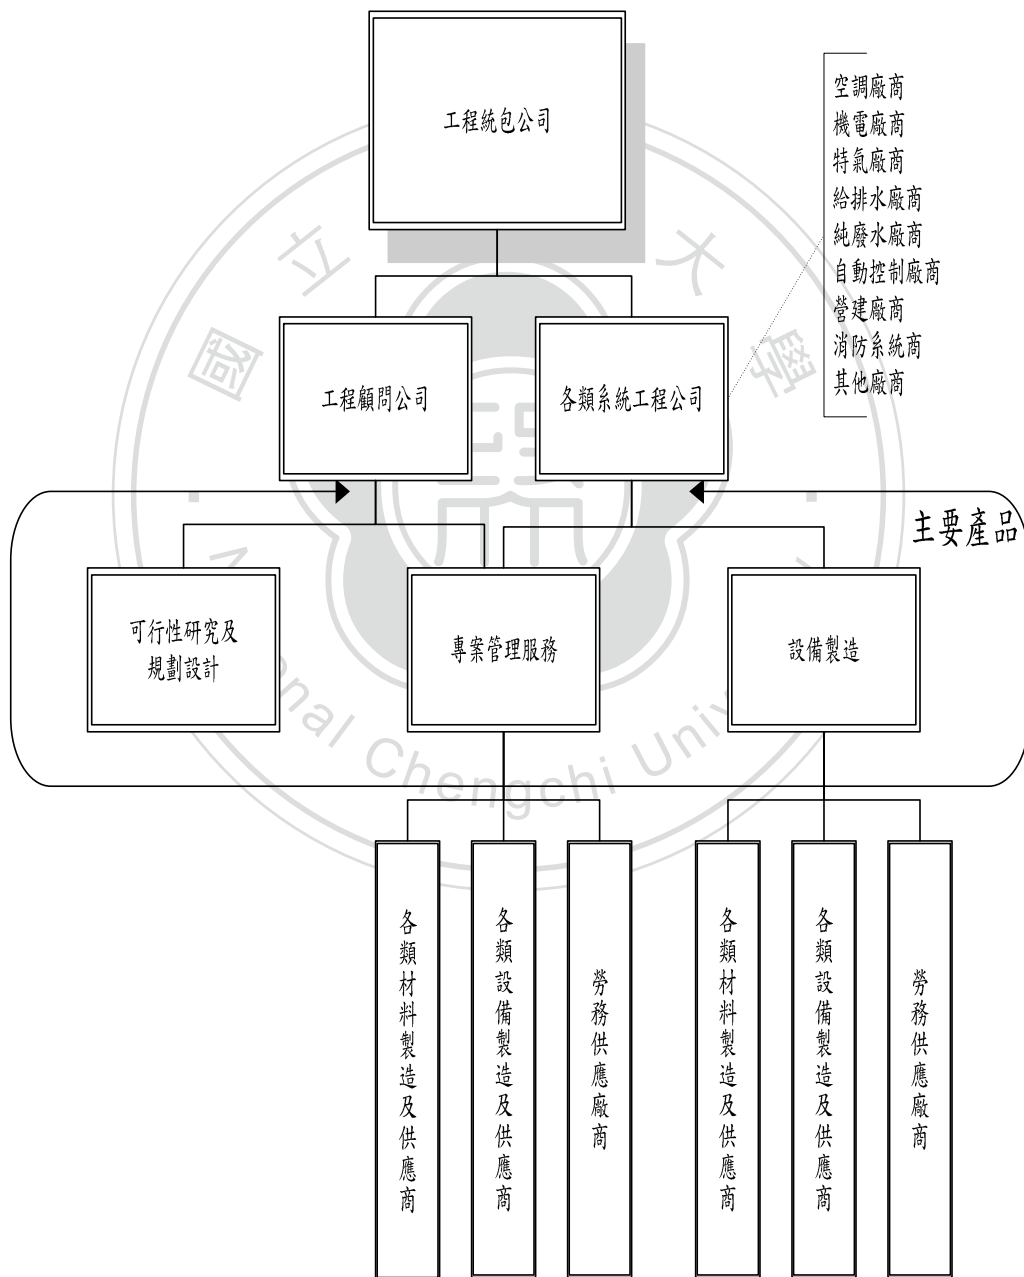 工程統包公司
空調廠商
機電廠商
特氣廠商
給排水廠商
純廢水廠商
自動控制廠商
營建廠商
消防系統商
其他廠商
工程顧問公司
各類系統工程公司
主要產品
可行性研究及
規劃設計
專案管理服務
設備製造
各類材料製造及供應商
各類設備製造及供應商
勞務供應廠商
各類材料製造及供應商
各類設備製造及供應商
勞務供應廠商
國立 大學
nal Chengchi Univ